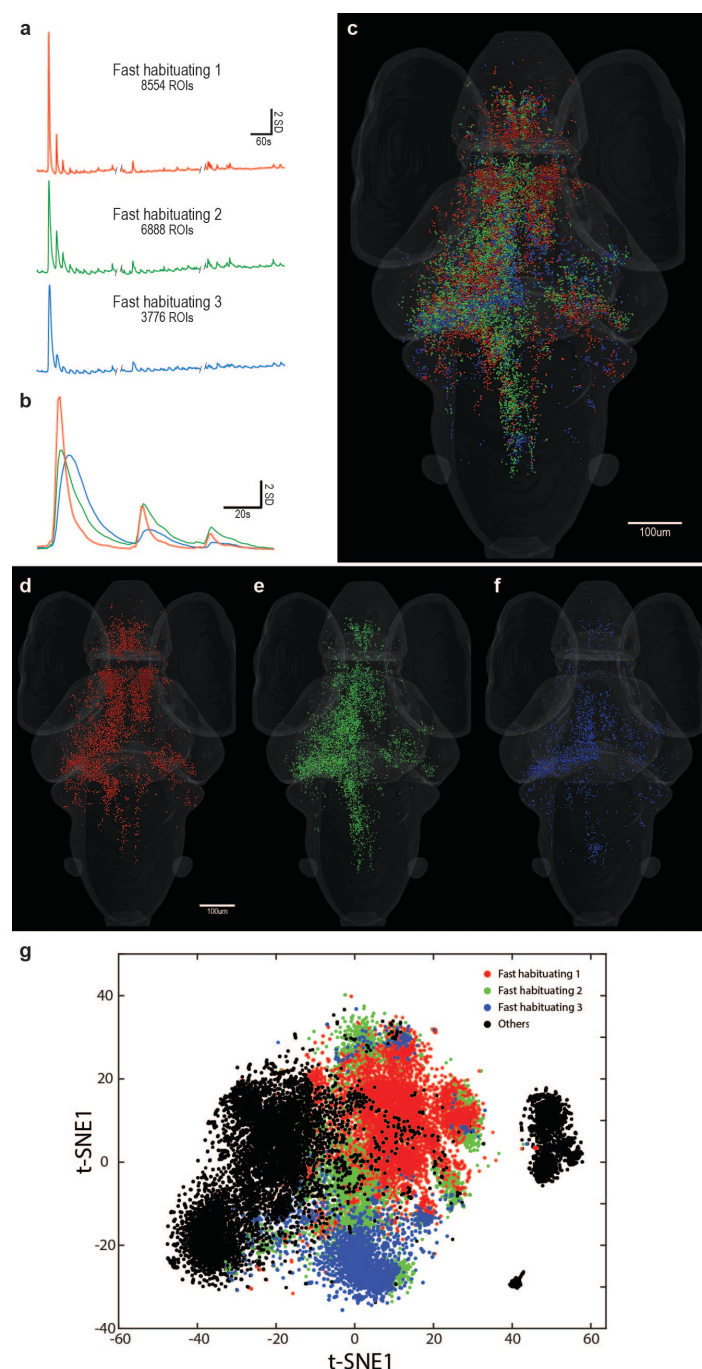 a
Fast habituating 1
8554 ROIs
2 SD
60s
Fast habituating 2
6888 ROIs
Fast habituating 3
3776 ROIs
b
2 SD
20s
c
100um
d
100um
e
f
g
Fast habituating 1
Fast habituating 2
Fast habituating 3
Others
40
20
0
-20
-40
t-SNE1
-60
-40
-20
0
20
40
60
t-SNE1